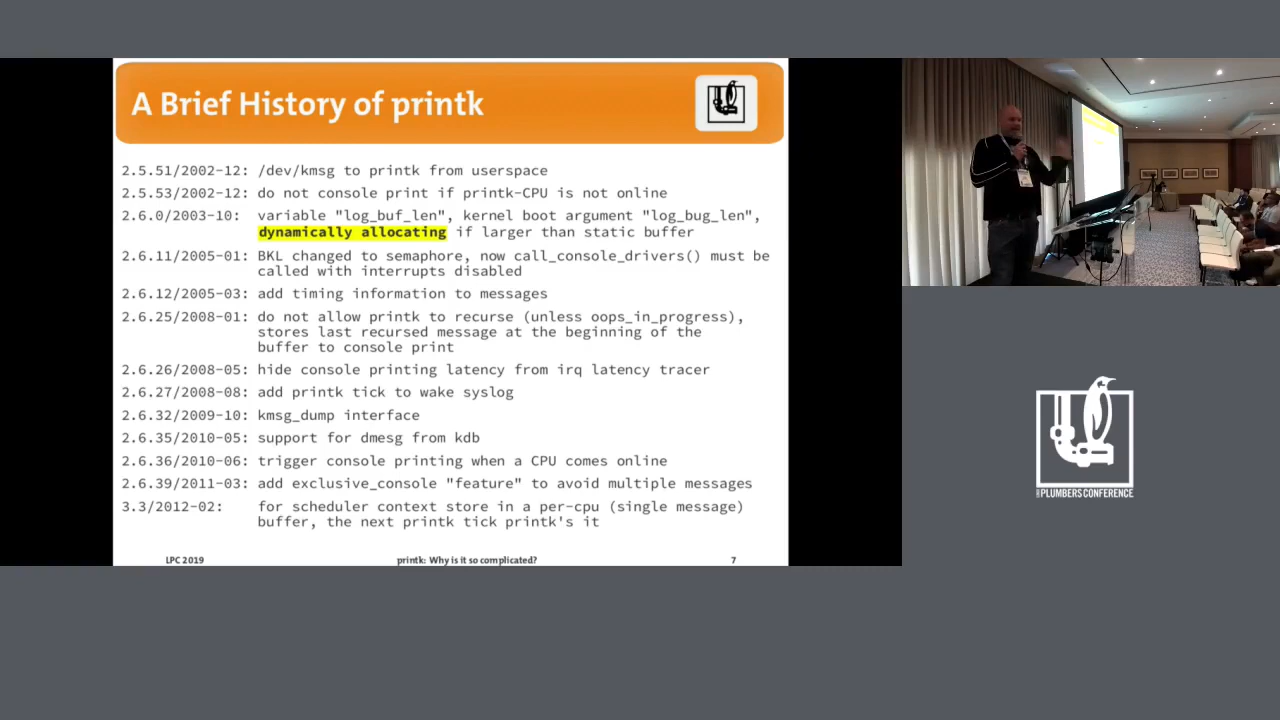 A Brief History of printk
2.5.51/2002-12: /dev/kmsg to printk from userspace
2.5.53/2002-12: do not console print if printk-CPU is not online
2.6.0/2003-10: variable "log_buf_len", kernel boot argument "log_bug_len",
dynamically allocating if larger than static buffer
2.6.11/2005-01: BKL changed to semaphore, now call_console_drivers() must be
called with interrupts disabled
2.6.12/2005-03: add timing information to messages
2.6.25/2008-01: do not allow printk to recurse (unless oops_in_progress),
stores last recursed message at the beginning of the
buffer to console print
2.6.26/2008-05: hide console printing latency from irq latency tracer
2.6.27/2008-08: add printk tick to wake syslog
2.6.32/2009-10: kmsg_dump interface
2.6.35/2010-05: support for dmesg from kdb
2.6.36/2010-06: trigger console printing when a CPU comes online
2.6.39/2011-03: add exclusive_console "feature" to avoid multiple messages
3.3/2012-02: for scheduler context store in a per-cpu (single message)
buffer, the next printk tick printk's it
LPC 2019 printk: Why is it so complicated? 7
PLUMBERS CONFERENCE